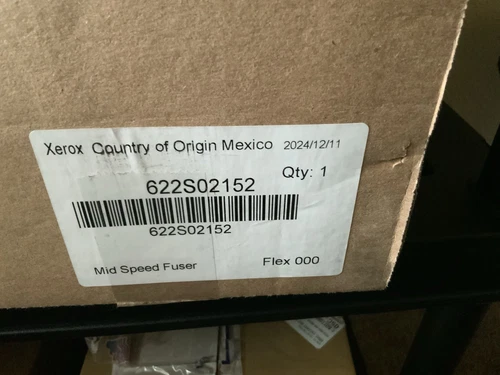 Xerox Country of Origin Mexico 2024/12/11
Qty: 1
622S02152
622S02152
Mid Speed Fuser Flex 000